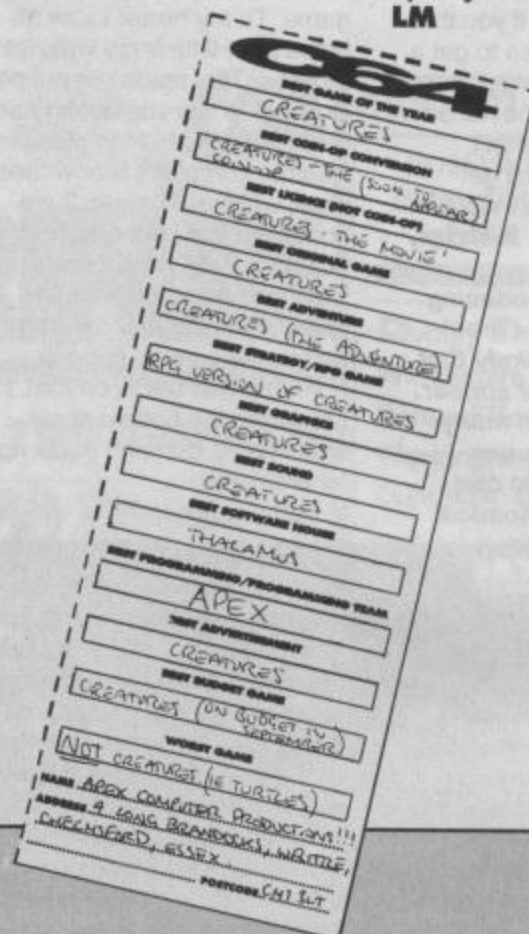 LM
C64
BEST GAME OF THE YEAR
CREATURES
BEST COIN-OP CONVERSION
CREATURES - THE (SOON TO
COIN-OP APPEAR)
BEST LICENCE (NOT COIN-OP)
CREATURES 'THE MOVIE'
BEST ORIGINAL GAME
CREATURES
BEST ADVENTURE
CREATURES (THE ADVENTURE)
BEST STRATEGY/RPG GAME
RPG VERSION OF CREATURES
BEST GRAPHICS
CREATURES
BEST SOUND
CREATURES
BEST SOFTWARE HOUSE
THALAMUS
BEST PROGRAMMING/PROGRAMMING TEAM
APEX
BEST ADVERTISEMENT
CREATURES
BEST BUDGET GAME
CREATURES (ON BUDGET IN
SEPTEMBER)
WORST GAME
NOT CREATURES (IE TURTLES)
NAME APEX COMPUTER PRODUCTIONS!!!
ADDRESS 4 LONG BRANDOCKS, WRITTLE,
CHELMSFORD, ESSEX.
POSTCODE CM1 3LT